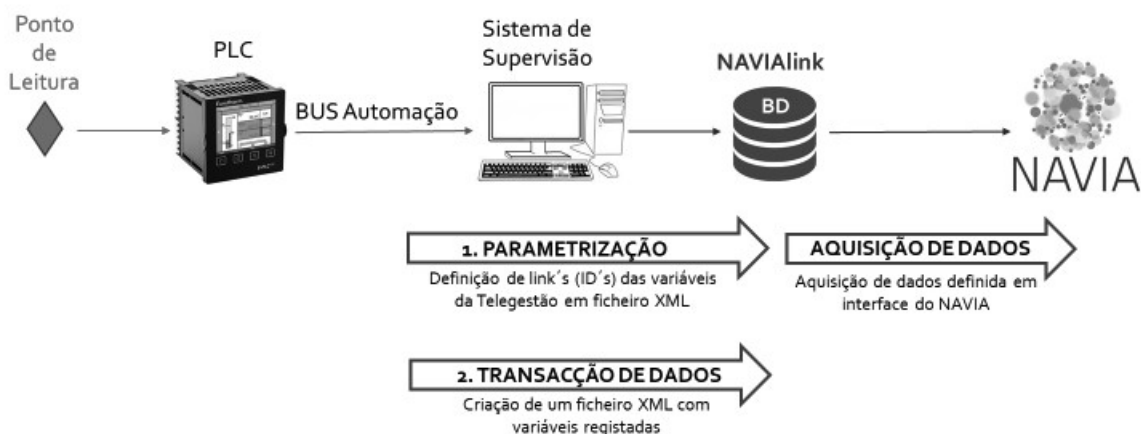 Ponto
de
Leitura
PLC
BUS Automação
Sistema de
Supervisão
NAVIAlink
BD
NAVIA
1. PARAMETRIZAÇÃO
Definição de link´s (ID´s) das variáveis
da Telegestão em ficheiro XML
AQUISIÇÃO DE DADOS
Aquisição de dados definida em
interface do NAVIA
2. TRANSACÇÃO DE DADOS
Criação de um ficheiro XML com
variáveis registadas